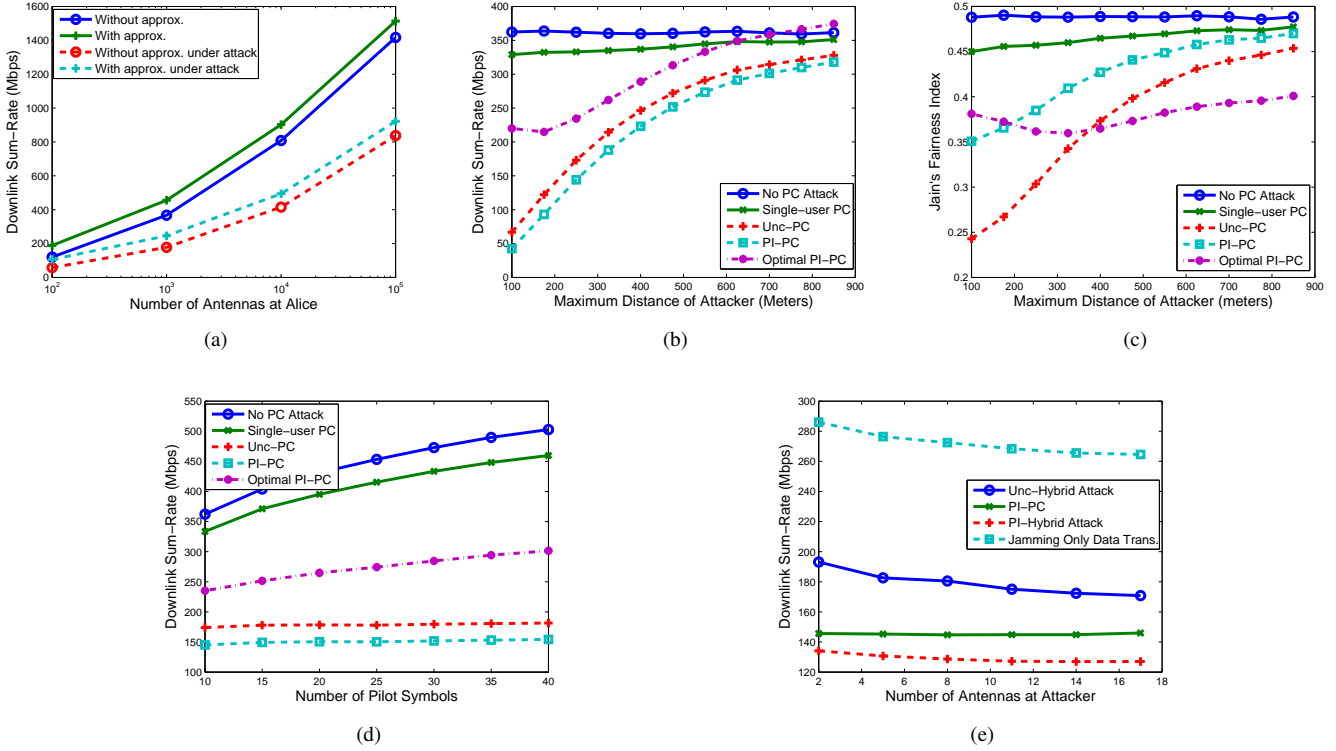 1600
1400
1200
1000
800
600
400
200
0
10^2
10^3
10^4
10^5
Downlink Sum−Rate (Mbps)
Number of Antennas at Alice
Without approx.
With approx.
Without approx. under attack
With approx. under attack
(a)
400
350
300
250
200
150
100
50
0
100
200
300
400
500
600
700
800
900
Downlink Sum−Rate (Mbps)
Maximum Distance of Attacker (Meters)
No PC Attack
Single−user PC
Unc−PC
PI−PC
Optimal PI−PC
(b)
0.5
0.45
0.4
0.35
0.3
0.25
0.2
100
200
300
400
500
600
700
800
900
Jain's Fairness Index
Maximum Distance of Attacker (meters)
No PC Attack
Single−user PC
Unc−PC
PI−PC
Optimal PI−PC
(c)
550
500
450
400
350
300
250
200
150
100
10
15
20
25
30
35
40
Downlink Sum−Rate (Mbps)
Number of Pilot Symbols
No PC Attack
Single−user PC
Unc−PC
PI−PC
Optimal PI−PC
(d)
300
280
260
240
220
200
180
160
140
120
2
4
6
8
10
12
14
16
18
Downlink Sum−Rate (Mbps)
Number of Antennas at Attacker
Unc−Hybrid Attack
PI−PC
PI−Hybrid Attack
Jamming Only Data Trans.
(e)